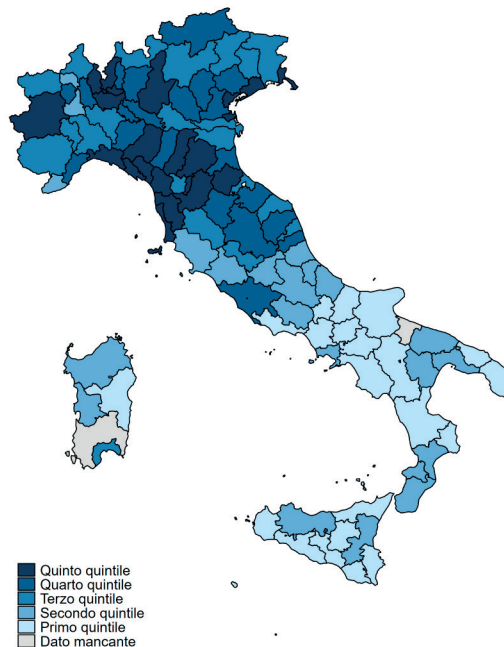 Quinto quintile
Quarto quintile
Terzo quintile
Secondo quintile
Primo quintile
Dato mancante